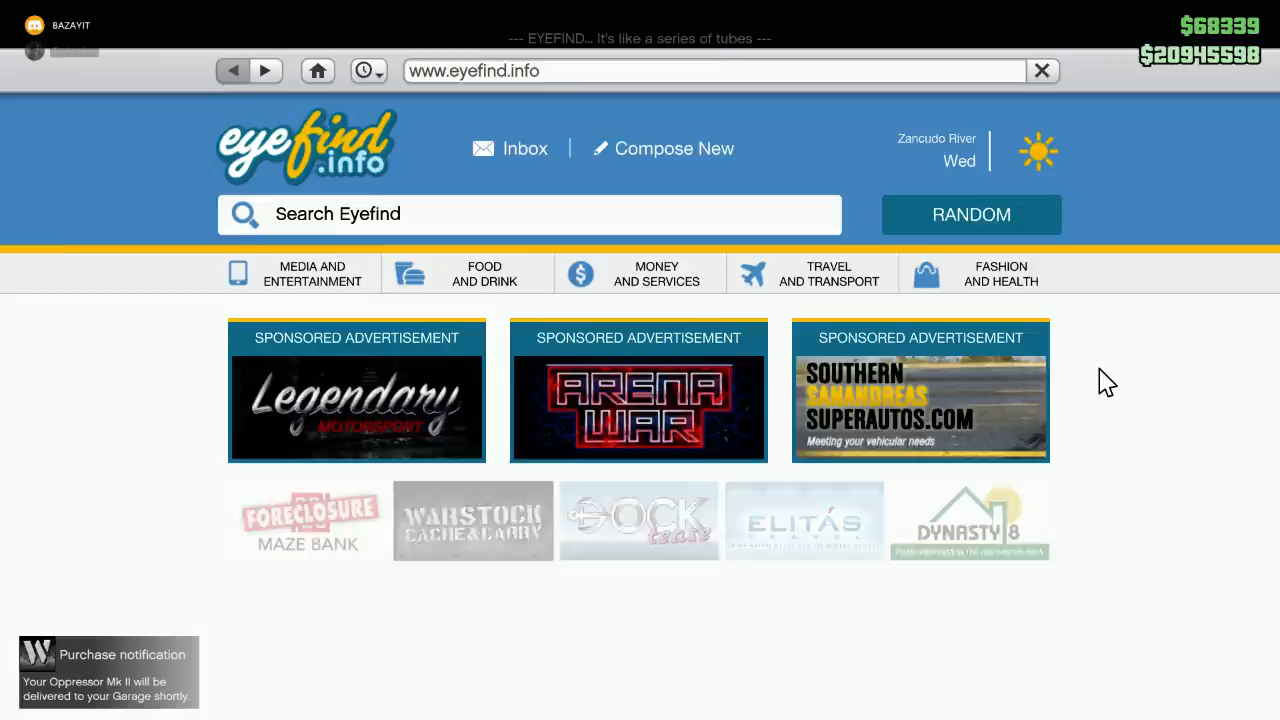 BAZAYIT
--- EYEFIND... It's like a series of tubes ---
$68339
$20945598
www.eyefind.info
eyefind
.info
Inbox
Compose New
Zancudo River
Wed
Search Eyefind
RANDOM
MEDIA AND
ENTERTAINMENT
FOOD
AND DRINK
MONEY
AND SERVICES
TRAVEL
AND TRANSPORT
FASHION
AND HEALTH
SPONSORED ADVERTISEMENT
Legendary
MOTORSPORT
SPONSORED ADVERTISEMENT
ARENA
WAR
SPONSORED ADVERTISEMENT
SOUTHERN
SANANDREAS
SUPERAUTOS.COM
Meeting your vehicular needs
FORECLOSURE
MAZE BANK
WARSTOCK
CACHE & CARRY
DOCK
tease
ELITÁS
TRAVEL
DYNASTY 8
Purchase notification
Your Oppressor Mk II will be
delivered to your Garage shortly.